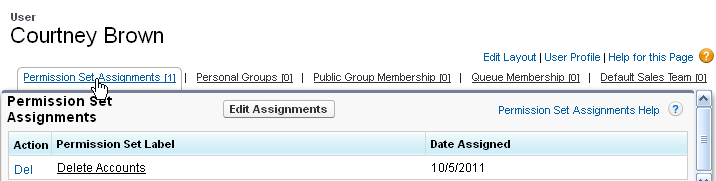 User
Courtney Brown
Edit Layout | User Profile | Help for this Page ?
Permission Set Assignments [1] | Personal Groups [0] | Public Group Membership [0] | Queue Membership [0] | Default Sales Team [0]
Permission Set Assignments
Edit Assignments
Permission Set Assignments Help ?
Action Permission Set Label Date Assigned
Del Delete Accounts 10/5/2011